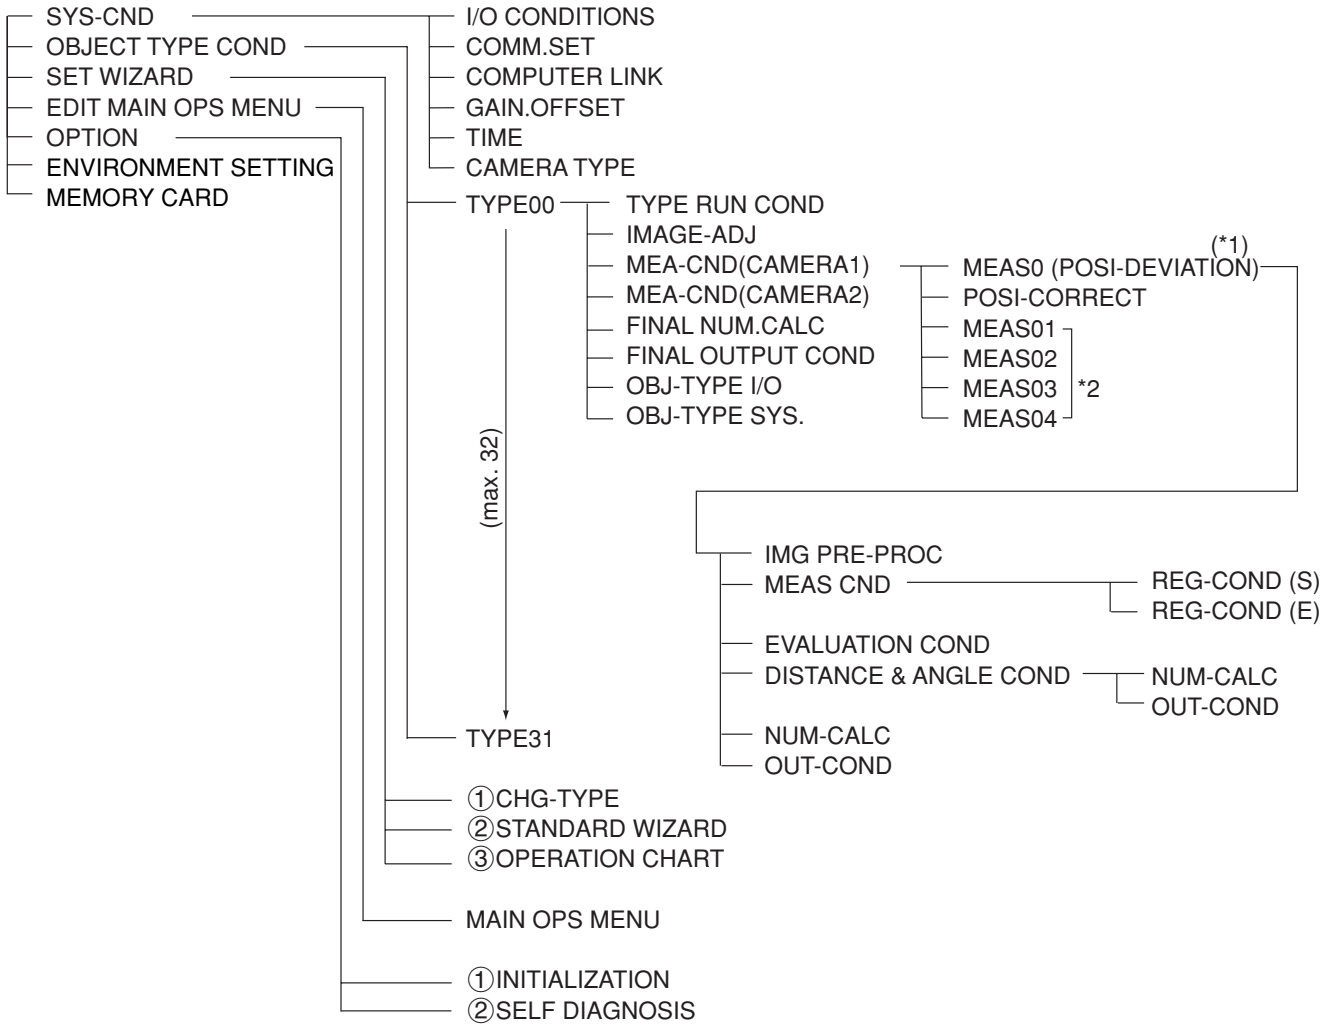 SYS-CND
OBJECT TYPE COND
SET WIZARD
EDIT MAIN OPS MENU
OPTION
ENVIRONMENT SETTING
MEMORY CARD
I/O CONDITIONS
COMM.SET
COMPUTER LINK
GAIN.OFFSET
TIME
CAMERA TYPE
TYPE00
(max. 32)
TYPE31
TYPE RUN COND
IMAGE-ADJ
MEA-CND(CAMERA1)
MEA-CND(CAMERA2)
FINAL NUM.CALC
FINAL OUTPUT COND
OBJ-TYPE I/O
OBJ-TYPE SYS.
(*1)
MEAS0 (POSI-DEVIATION)
POSI-CORRECT
MEAS01
MEAS02
MEAS03
MEAS04
*2
IMG PRE-PROC
MEAS CND
EVALUATION COND
DISTANCE & ANGLE COND
NUM-CALC
OUT-COND
REG-COND (S)
REG-COND (E)
NUM-CALC
OUT-COND
①CHG-TYPE
②STANDARD WIZARD
③OPERATION CHART
MAIN OPS MENU
①INITIALIZATION
②SELF DIAGNOSIS